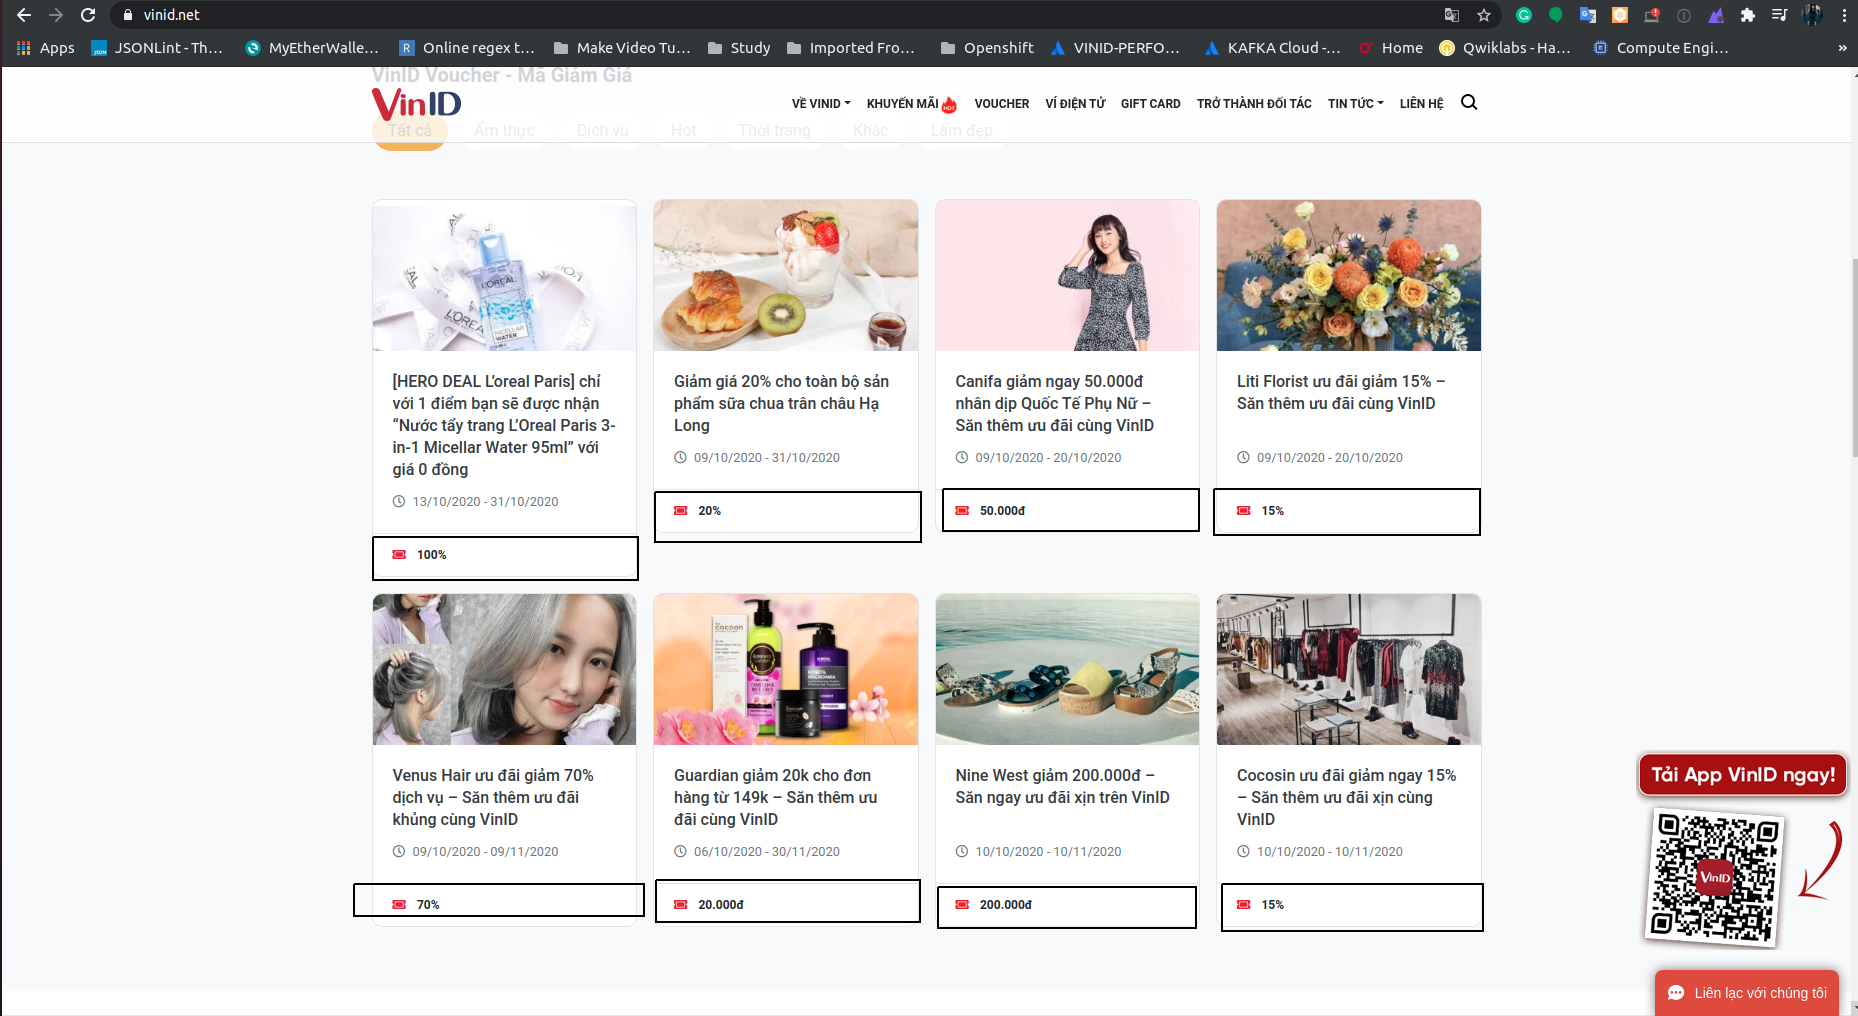 vinid.net
Apps
JSONLint - Th...
MyEtherWalle...
Online regex t...
Make Video Tu...
Study
Imported Fro...
Openshift
VINID-PERFO...
KAFKA Cloud -...
Home
Qwiklabs - Ha...
Compute Engi...
»
VinID Voucher - Mã Giảm Giá
VinID
VỀ VINID
KHUYẾN MÃI
HOT
VOUCHER
VÍ ĐIỆN TỬ
GIFT CARD
TRỞ THÀNH ĐỐI TÁC
TIN TỨC
LIÊN HỆ
Tất cả
Ẩm thực
Dịch vụ
Hot
Thời trang
Khác
Làm đẹp
L'ORÉAL
MICELLAR
WATER
[HERO DEAL L’oreal Paris] chỉ
với 1 điểm bạn sẽ được nhận
“Nước tẩy trang L’OReal Paris 3-
in-1 Micellar Water 95ml” với
giá 0 đồng
13/10/2020 - 31/10/2020
100%
Giảm giá 20% cho toàn bộ sản
phẩm sữa chua trân châu Hạ
Long
09/10/2020 - 31/10/2020
20%
Canifa giảm ngay 50.000đ
nhân dịp Quốc Tế Phụ Nữ –
Săn thêm ưu đãi cùng VinID
09/10/2020 - 20/10/2020
50.000đ
Liti Florist ưu đãi giảm 15% –
Săn thêm ưu đãi cùng VinID
09/10/2020 - 20/10/2020
15%
Venus Hair ưu đãi giảm 70%
dịch vụ – Săn thêm ưu đãi
khủng cùng VinID
09/10/2020 - 09/11/2020
70%
cocoon
Guardian giảm 20k cho đơn
hàng từ 149k – Săn thêm ưu
đãi cùng VinID
06/10/2020 - 30/11/2020
20.000đ
Nine West giảm 200.000đ –
Săn ngay ưu đãi xịn trên VinID
10/10/2020 - 10/11/2020
200.000đ
Cocosin ưu đãi giảm ngay 15%
– Săn thêm ưu đãi xịn cùng
VinID
10/10/2020 - 10/11/2020
15%
Tải App VinID ngay!
VinID
Liên lạc với chúng tôi